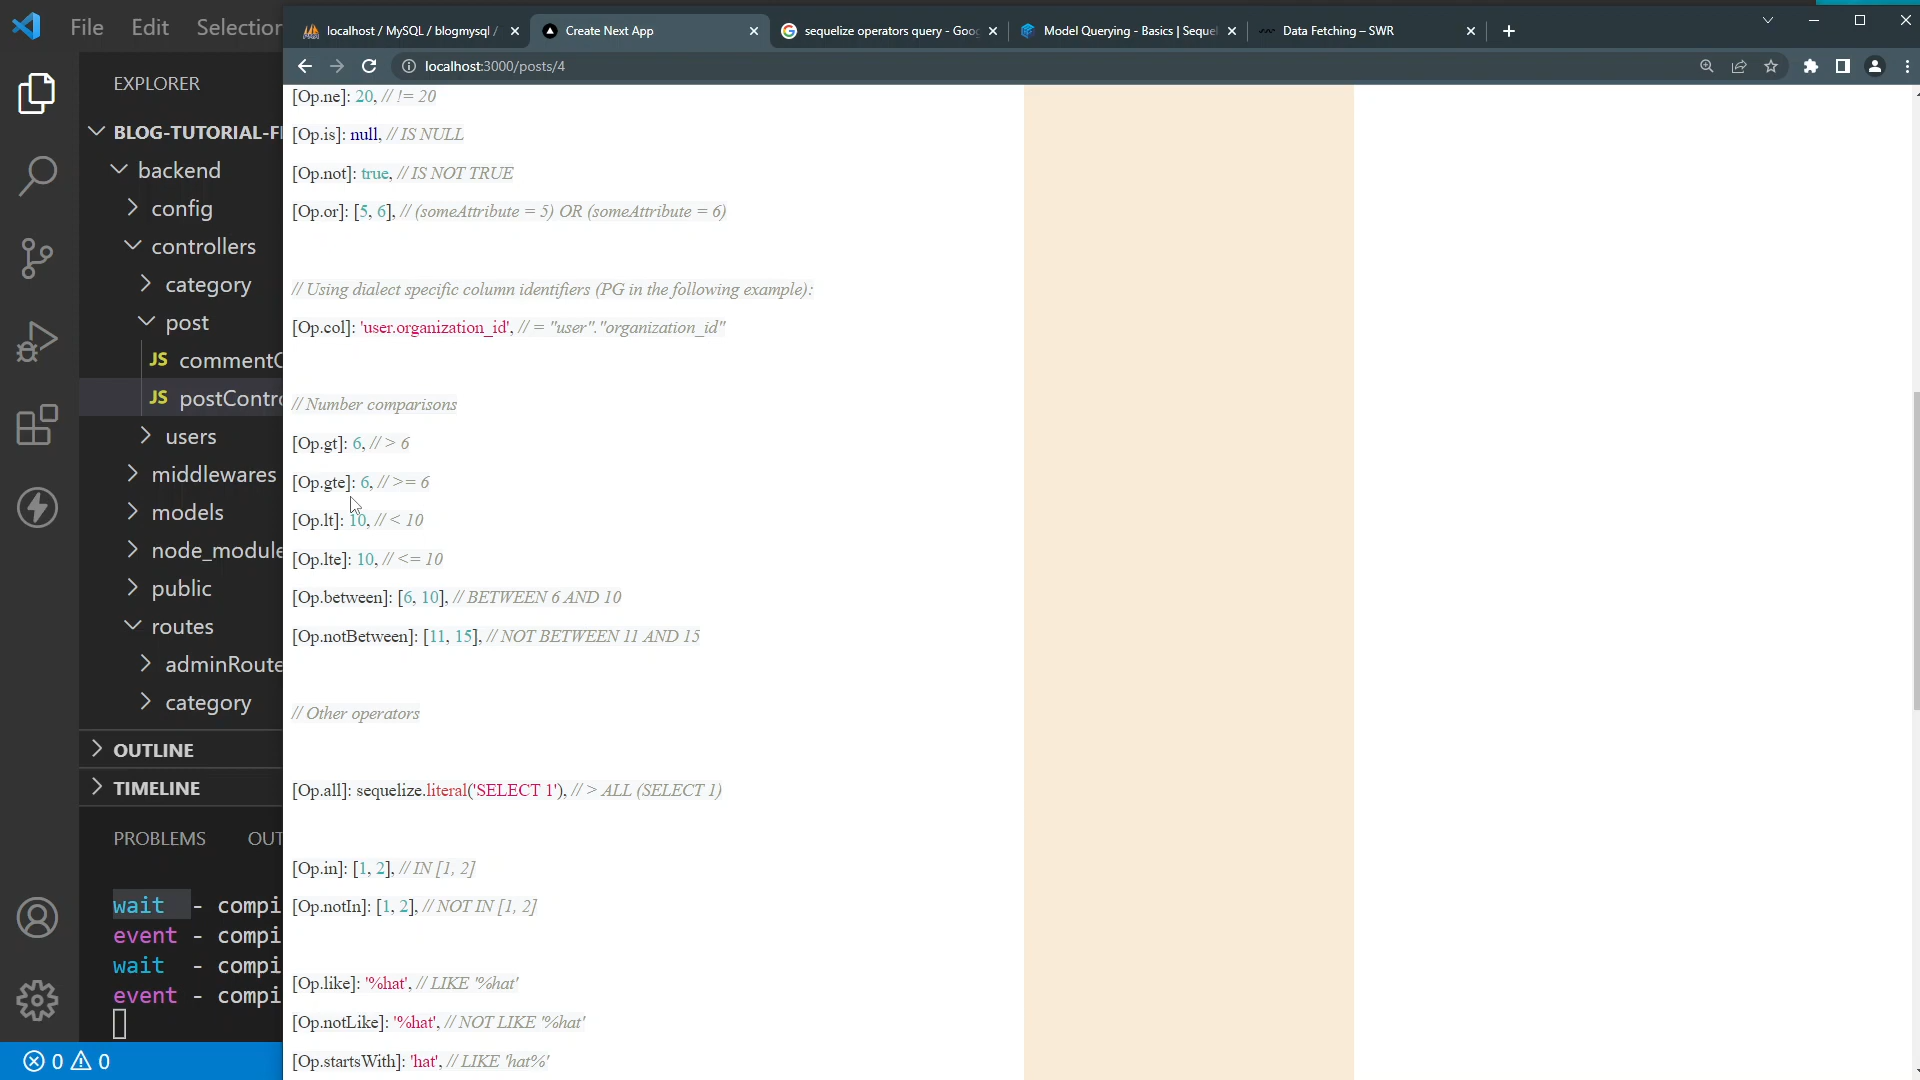 File Edit Selection
localhost / MySQL / blogmysql /
Create Next App
sequelize operators query - Goo
Model Querying - Basics | Seque
Data Fetching – SWR
localhost:3000/posts/4
EXPLORER
BLOG-TUTORIAL-F
backend
config
controllers
category
post
JS commentC
JS postContro
users
middlewares
models
node_module
public
routes
adminRoute
category
OUTLINE
TIMELINE
PROBLEMS OUT
wait - compi
event - compi
wait - compi
event - compi
0 0
[Op.ne]: 20, // != 20
[Op.is]: null, // IS NULL
[Op.not]: true, // IS NOT TRUE
[Op.or]: [5, 6], // (someAttribute = 5) OR (someAttribute = 6)
// Using dialect specific column identifiers (PG in the following example):
[Op.col]: 'user.organization_id', // = "user"."organization_id"
// Number comparisons
[Op.gt]: 6, // > 6
[Op.gte]: 6, // >= 6
[Op.lt]: 10, // < 10
[Op.lte]: 10, // <= 10
[Op.between]: [6, 10], // BETWEEN 6 AND 10
[Op.notBetween]: [11, 15], // NOT BETWEEN 11 AND 15
// Other operators
[Op.all]: sequelize.literal('SELECT 1'), // > ALL (SELECT 1)
[Op.in]: [1, 2], // IN [1, 2]
[Op.notIn]: [1, 2], // NOT IN [1, 2]
[Op.like]: '%hat', // LIKE '%hat'
[Op.notLike]: '%hat', // NOT LIKE '%hat'
[Op.startsWith]: 'hat', // LIKE 'hat%'